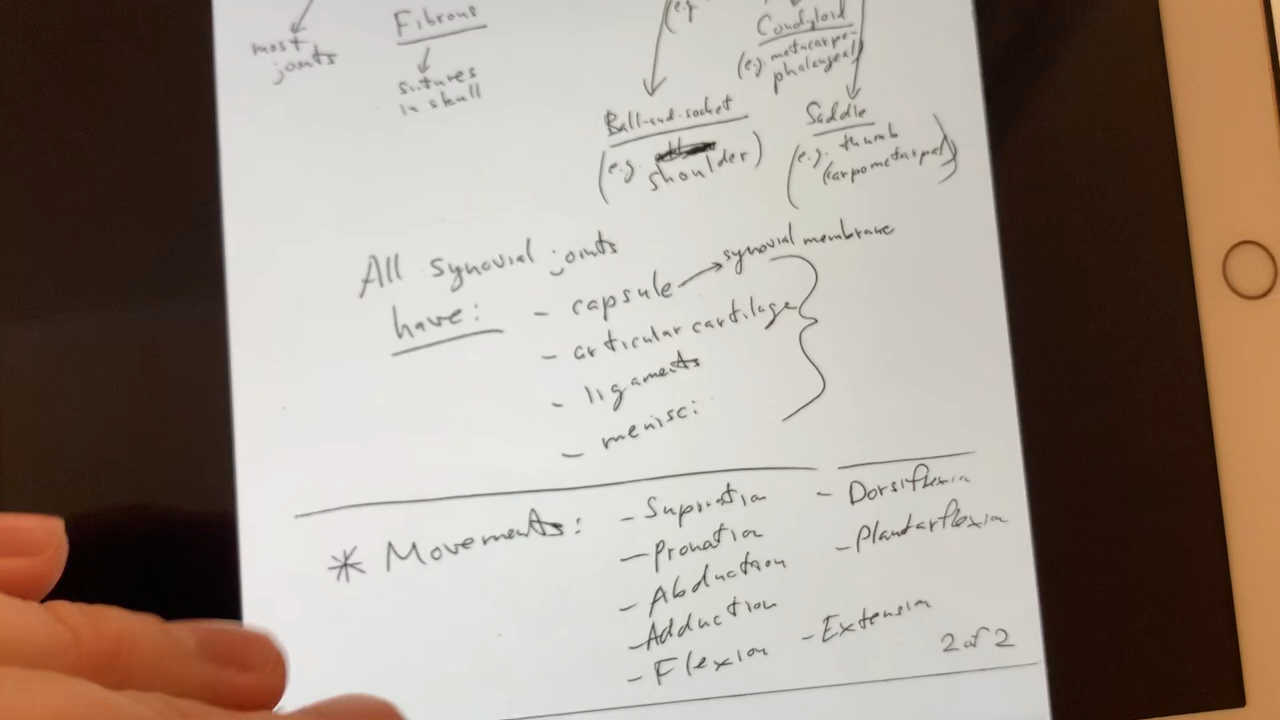 most
joints
Fibrous
sutures
in skull
(e.g.
Condyloid
(e.g. metacarpo-
phalangeal)
Ball-and-socket
(e.g. shoulder)
Saddle
(e.g. thumb
(carpometarpal))
All synovial joints
have:
- capsule → synovial membrane
- articular cartilage
- ligaments
- menisci
* Movements:
- Supination
- Pronation
- Abduction
- Adduction
- Flexion
- Dorsiflexion
- Plantarflexion
- Extension
2 of 2